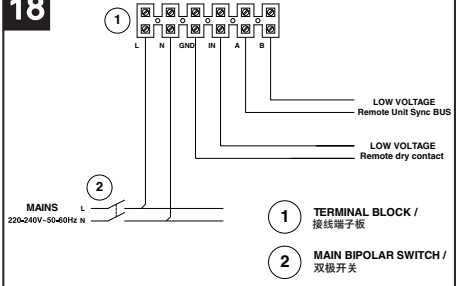 18
1
L N GND IN A B
LOW VOLTAGE
Remote Unit Sync BUS
LOW VOLTAGE
Remote dry contact
2
MAINS L
220-240V~50-60Hz N
1 TERMINAL BLOCK /
接线端子板
2 MAIN BIPOLAR SWITCH /
双极开关